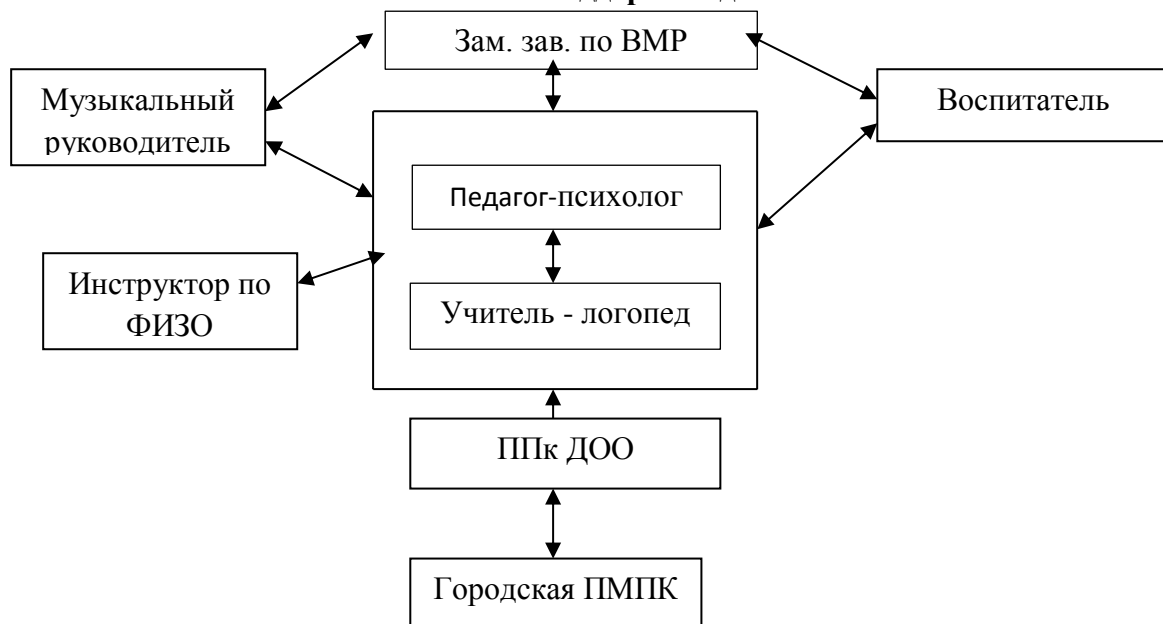 Зам. зав. по ВМР
Музыкальный
руководитель
Воспитатель
Педагог-психолог
Инструктор по
ФИЗО
Учитель - логопед
ППк ДОО
Городская ПМПК